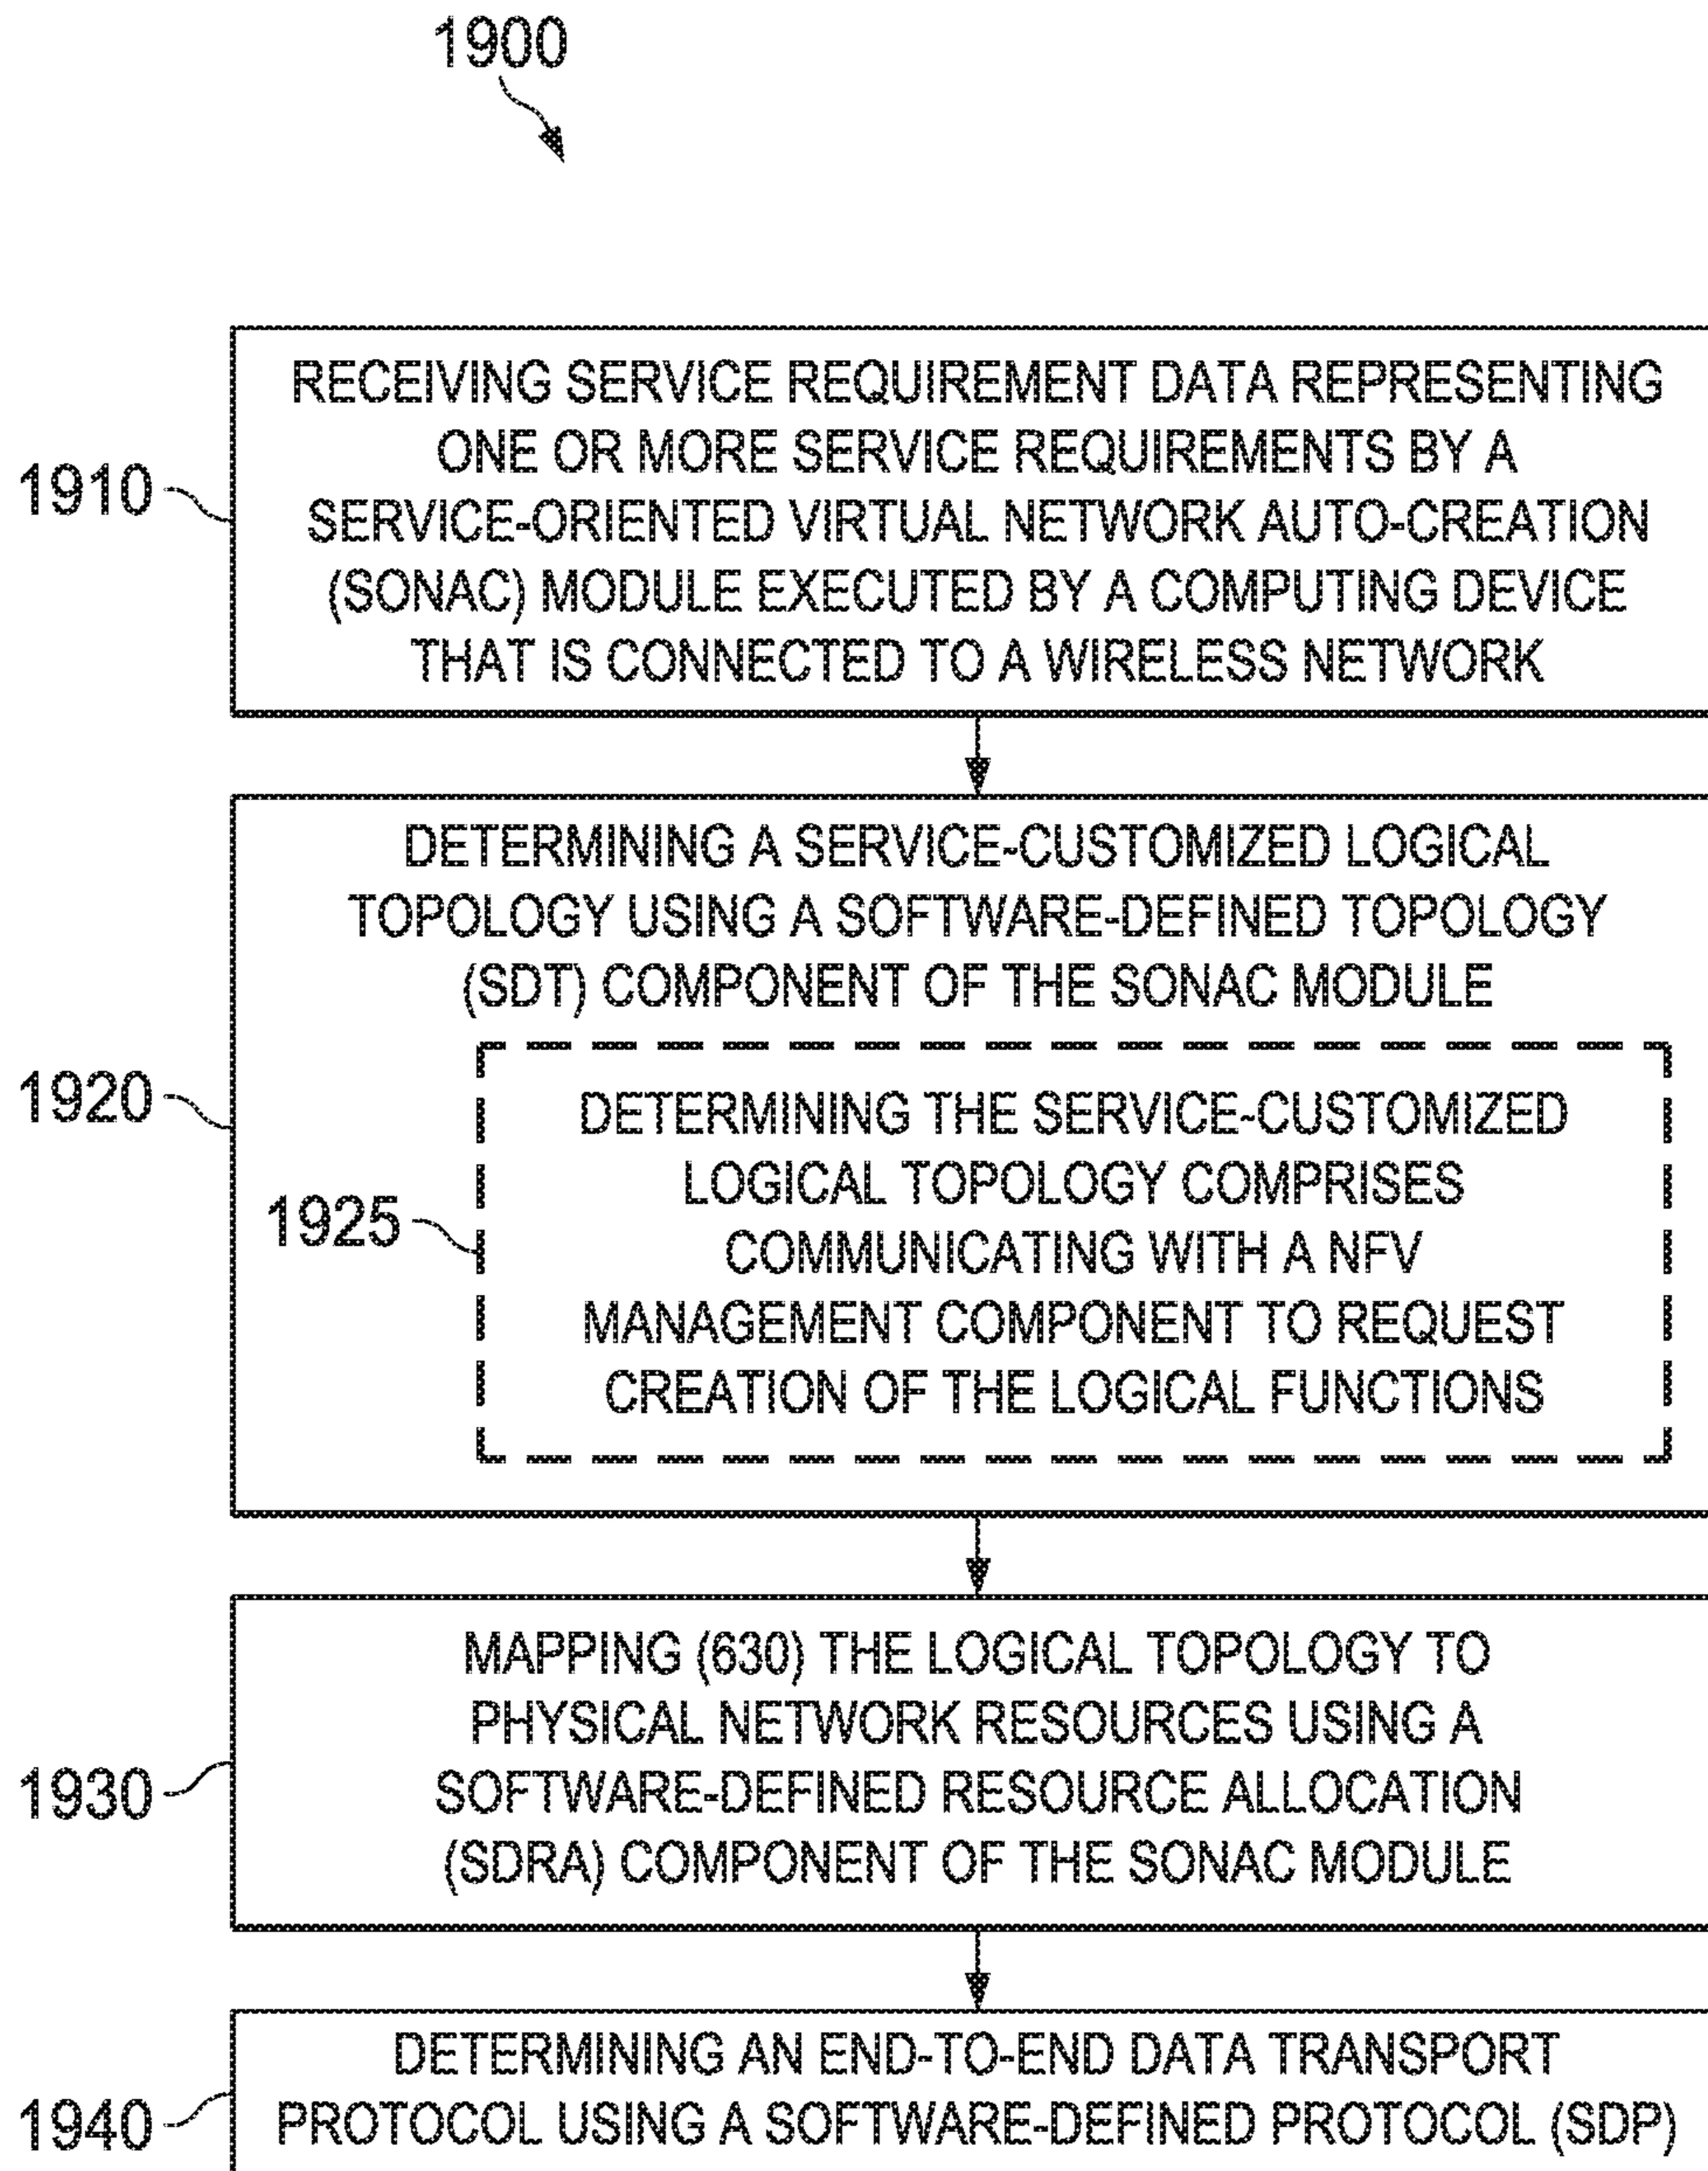 1900
RECEIVING SERVICE REQUIREMENT DATA REPRESENTING
ONE OR MORE SERVICE REQUIREMENTS BY A
1910
SERVICE-ORIENTED VIRTUAL NETWORK AUTO-CREATION
(SONAC) MODULE EXECUTED BY A COMPUTING DEVICE
THAT IS CONNECTED TO A WIRELESS NETWORK
DETERMINING A SERVICE-CUSTOMIZED LOGICAL
TOPOLOGY USING A SOFTWARE-DEFINED TOPOLOGY
(SDT) COMPONENT OF THE SONAC MODULE
1920
DETERMINING THE SERVICE-CUSTOMIZED
LOGICAL TOPOLOGY COMPRISES
1925
COMMUNICATING WITH A NFV
MANAGEMENT COMPONENT TO REQUEST
CREATION OF THE LOGICAL FUNCTIONS
MAPPING (630) THE LOGICAL TOPOLOGY TO
PHYSICAL NETWORK RESOURCES USING A
1930
SOFTWARE-DEFINED RESOURCE ALLOCATION
(SDRA) COMPONENT OF THE SONAC MODULE
DETERMINING AN END-TO-END DATA TRANSPORT
1940
PROTOCOL USING A SOFTWARE-DEFINED PROTOCOL (SDP)